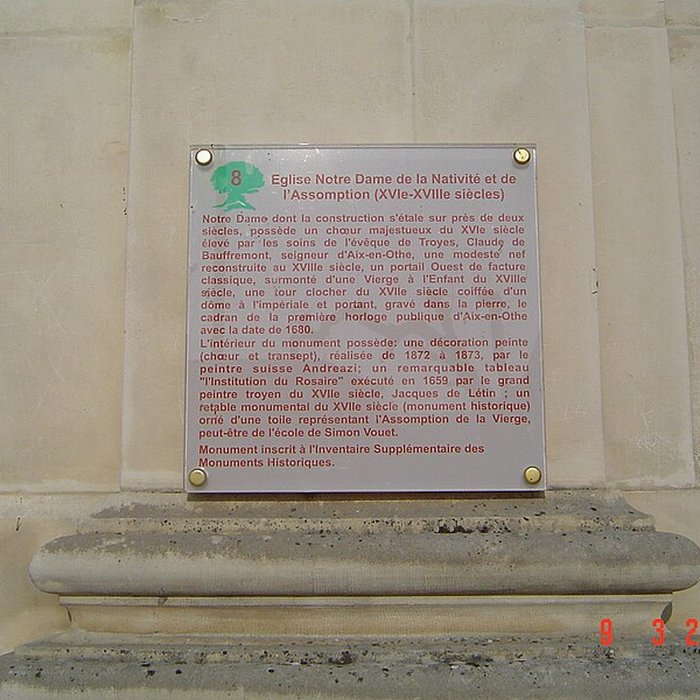 8
Eglise Notre Dame de la Nativité et de
l'Assomption (XVIe-XVIIIe siècles)
Notre Dame dont la construction s'étale sur près de deux
siècles, possède un chœur majestueux du XVIe siècle
élevé par les soins de l'évêque de Troyes, Claude de
Bauffremont, seigneur d'Aix-en-Othe, une modeste nef
reconstruite au XVIIIe siècle, un portail Ouest de facture
classique, surmonté d'une Vierge à l'Enfant du XVIIIe
siècle, une tour clocher du XVIIe siècle coiffée d'un
dôme à l'impériale et portant, gravé dans la pierre, le
cadran de la première horloge publique d'Aix-en-Othe
avec la date de 1680.
L'intérieur du monument possède: une décoration peinte
(chœur et transept), réalisée de 1872 à 1873, par le
peintre suisse Andreazi; un remarquable tableau
"l'Institution du Rosaire" exécuté en 1659 par le grand
peintre troyen du XVIIe siècle, Jacques de Létin ; un
retable monumental du XVIIe siècle (monument historique)
orné d'une toile représentant l'Assomption de la Vierge,
peut-être de l'école de Simon Vouet.
Monument inscrit à l'Inventaire Supplémentaire des
Monuments Historiques.
9 3 2